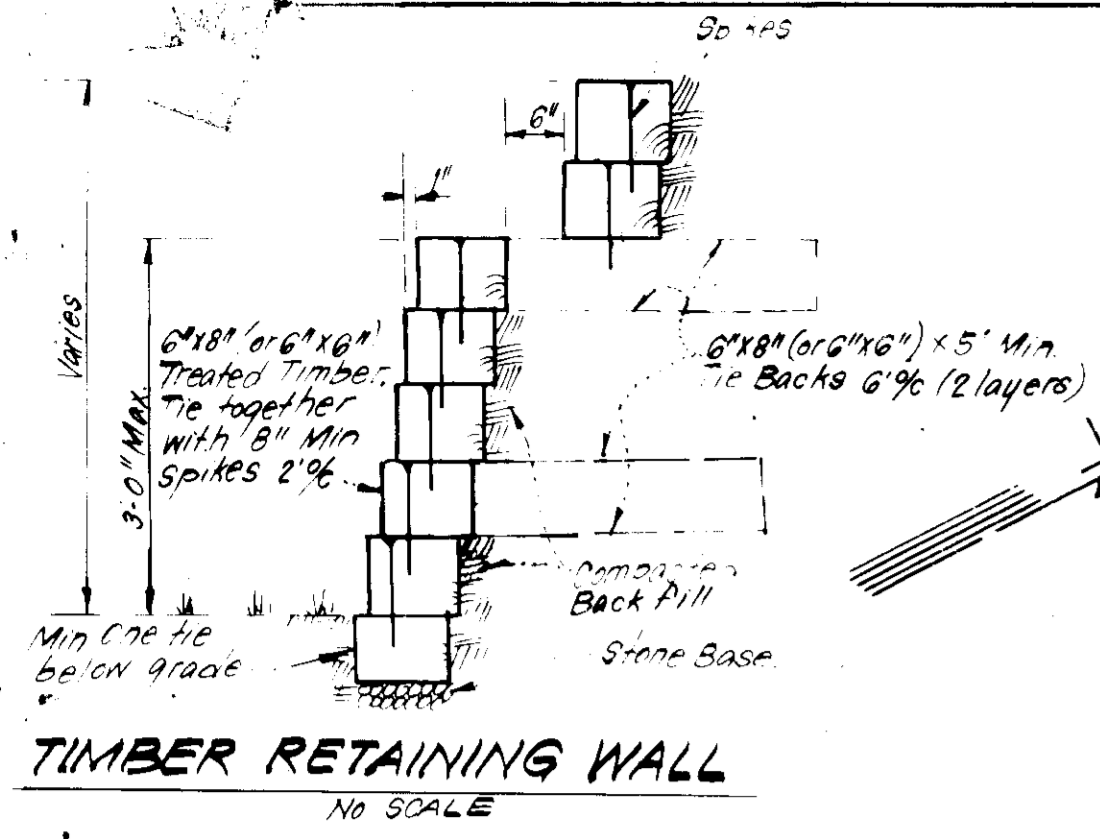 Spikes
6"
1"
Varies
3'-0" Max.
6"x8" (or 6"x6")
Treated Timber.
Tie together
with 8" Min
Spikes 2' o/c
6"x8" (or 6"x6") x 5' Min.
Tie Backs 6' o/c (2 layers)
Compacted
Back fill
Min One tie
below grade
Stone Base.
TIMBER RETAINING WALL
NO SCALE